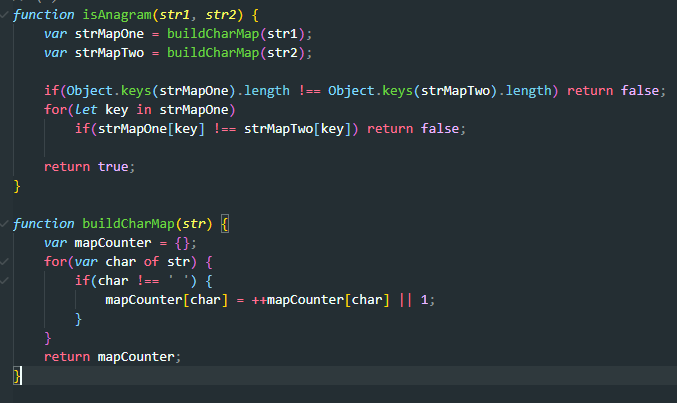 function isAnagram(str1, str2) {
    var strMapOne = buildCharMap(str1);
    var strMapTwo = buildCharMap(str2);

    if(Object.keys(strMapOne).length !== Object.keys(strMapTwo).length) return false;
    for(let key in strMapOne)
        if(strMapOne[key] !== strMapTwo[key]) return false;

    return true;
}

function buildCharMap(str) {
    var mapCounter = {};
    for(var char of str) {
        if(char !== ' ') {
            mapCounter[char] = ++mapCounter[char] || 1;
        }
    }
    return mapCounter;
}